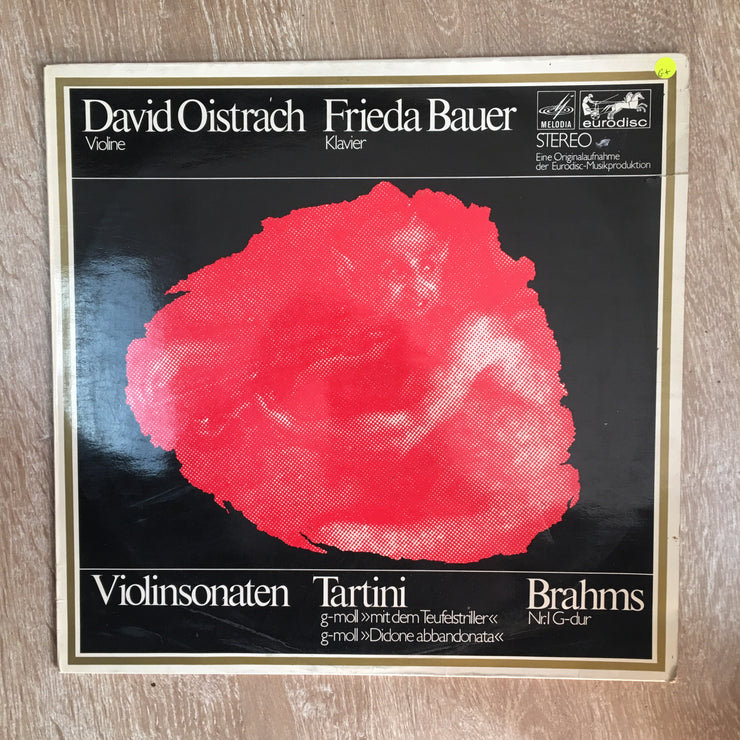 G+
David Oistrach Frieda Bauer
Violine Klavier
MELODIA eurodisc
STEREO
Eine Originalaufnahme
der Eurodisc-Musikproduktion
Violinsonaten Tartini Brahms
g-moll »mit dem Teufelstriller« Nr.1 G-dur
g-moll »Didone abbandonata«